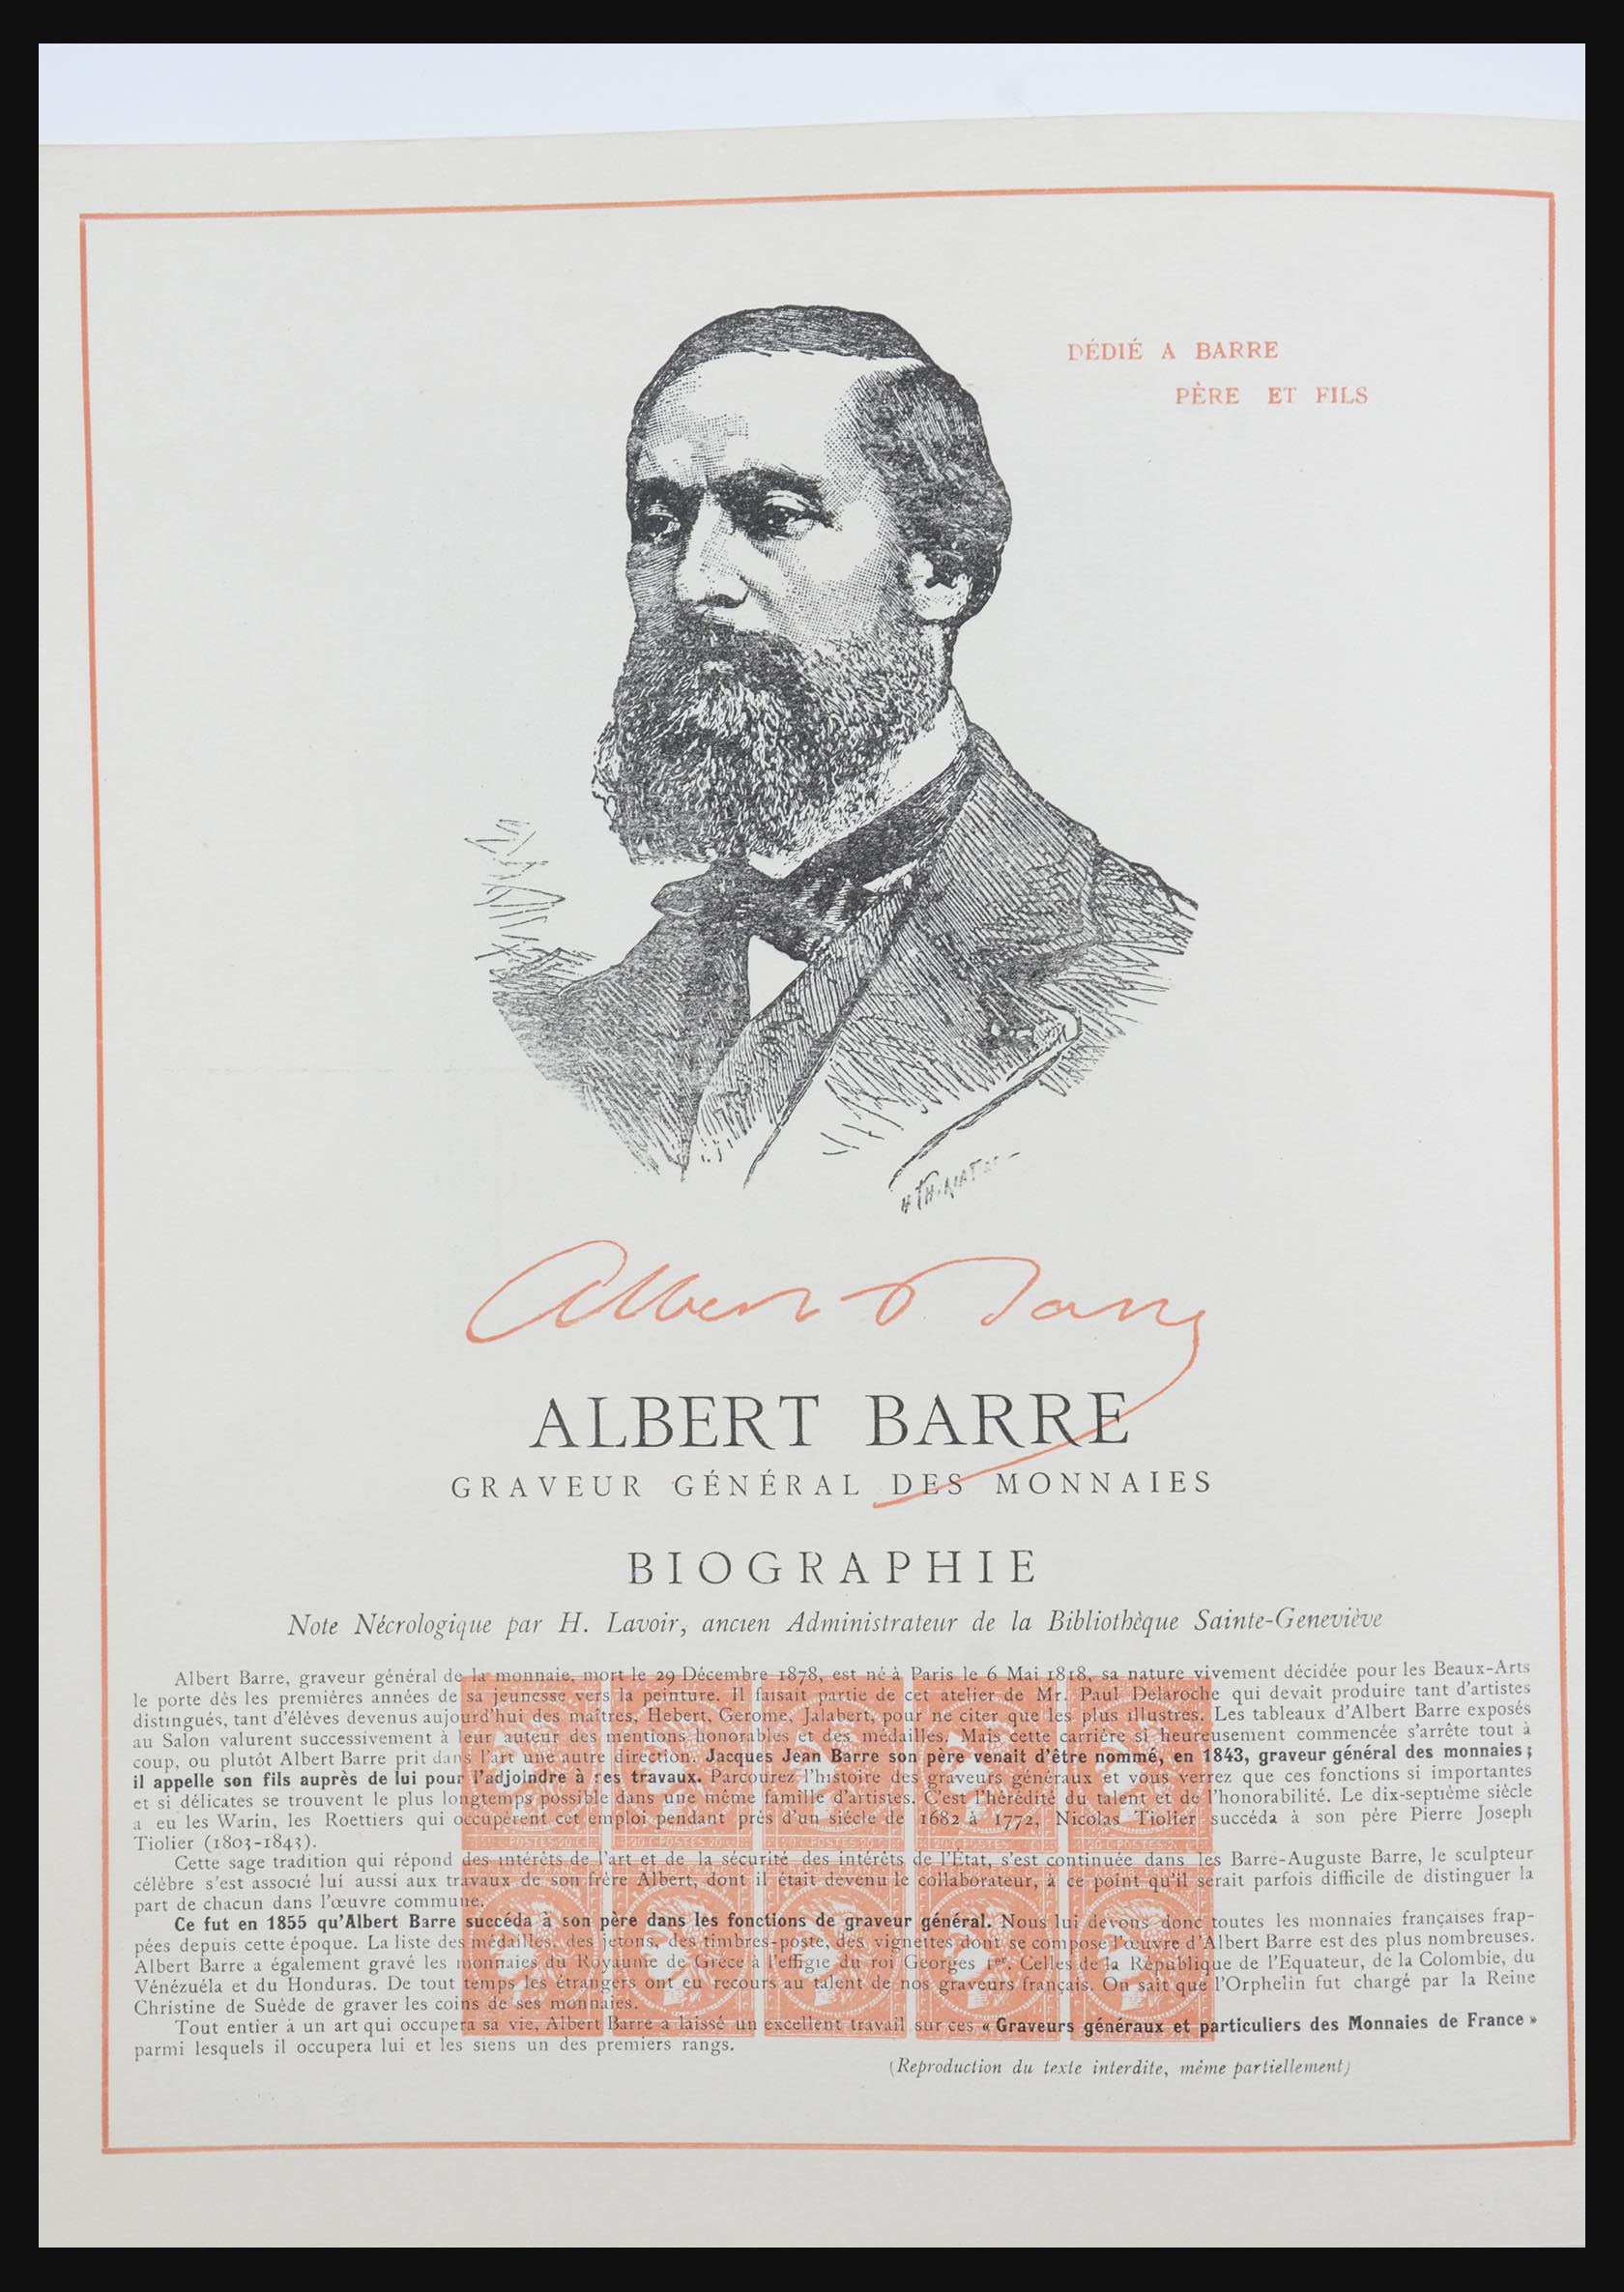 DÉDIÉ A BARRE
PÈRE ET FILS
H THIRIAT
Albert Barre
ALBERT BARRE
GRAVEUR GÉNÉRAL DES MONNAIES
BIOGRAPHIE
Note Nécrologique par H. Lavoir, ancien Administrateur de la Bibliothèque Sainte-Geneviève
Albert Barre, graveur général de la monnaie, mort le 29 Décembre 1878, est né à Paris le 6 Mai 1818, sa nature vivement décidée pour les Beaux-Arts
le porte dès les premières années de sa jeunesse vers la peinture. Il faisait partie de cet atelier de Mr. Paul Delaroche qui devait produire tant d'artistes
distingués, tant d'éléves devenus aujourd'hui des maîtres, Hebert, Gerome, Jalabert, pour ne citer que les plus illustres. Les tableaux d'Albert Barre exposés
au Salon valurent successivement à leur auteur des mentions honorables et des médailles. Mais cette carrière si heureusement commencée s'arrête tout à
coup, ou plutôt Albert Barre prit dans l'art une autre direction. Jacques Jean Barre son père venait d'être nommé, en 1843, graveur général des monnaies;
il appelle son fils auprès de lui pour l'adjoindre à ses travaux. Parcourez l'histoire des graveurs généraux et vous verrez que ces fonctions si importantes
et si délicates se trouvent le plus longtemps possible dans une même famille d'artistes. C'est l'hérédité du talent et de l'honorabilité. Le dix-septième siècle
a eu les Warin, les Roettiers qui occupérent cet emploi pendant près d'un siécle de 1682 à 1772, Nicolas Tiolier succéda à son père Pierre Joseph
Tiolier (1803-1843).
Cette sage tradition qui répond des intérêts de l'art et de la sécurité des intérêts de l'Etat, s'est continuée dans les Barre-Auguste Barre, le sculpteur
célèbre s'est associé lui aussi aux travaux de son frère Albert, dont il était devenu le collaborateur, à ce point qu'il serait parfois difficile de distinguer la
part de chacun dans l'œuvre commune.
Ce fut en 1855 qu'Albert Barre succéda à son père dans les fonctions de graveur général. Nous lui devons donc toutes les monnaies françaises frap-
pées depuis cette époque. La liste des médailles, des jetons, des timbres-poste, des vignettes dont se compose l'œuvre d'Albert Barre est des plus nombreuses.
Albert Barre a également gravé les monnaies du Royaume de Grece à l'effigie du roi Georges 1er. Celles de la République de l'Equateur, de la Colombie, du
Vénézuéla et du Honduras. De tout temps les étrangers ont eu recours au talent de nos graveurs français. On sait que l'Orphelin fut chargé par la Reine
Christine de Suède de graver les coins de ses monnaies.
Tout entier à un art qui occupera sa vie, Albert Barre a laissé un excellent travail sur ces « Graveurs généraux et particuliers des Monnaies de France »
parmi lesquels il occupera lui et les siens un des premiers rangs.
(Reproduction du texte interdite, même partiellement)